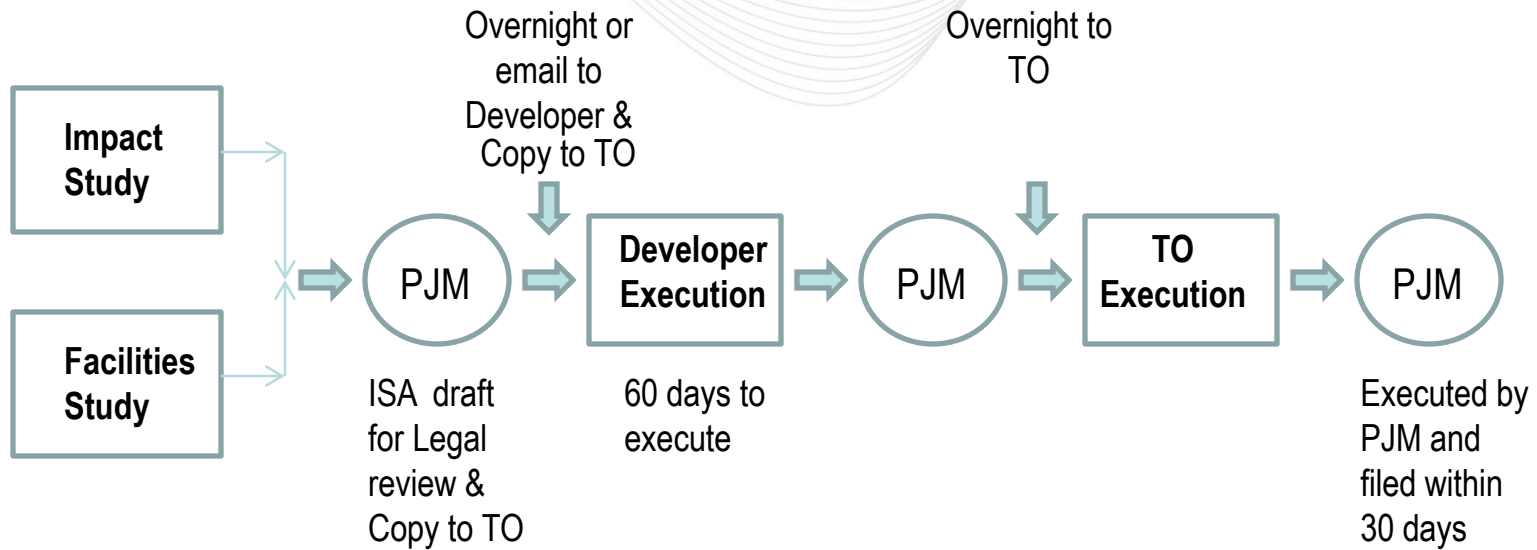 Overnight or
email to
Developer &
Copy to TO
Overnight to
TO
Impact
Study
Facilities
Study
PJM
Developer
Execution
PJM
TO
Execution
PJM
ISA draft
for Legal
review &
Copy to TO
60 days to
execute
Executed by
PJM and
filed within
30 days